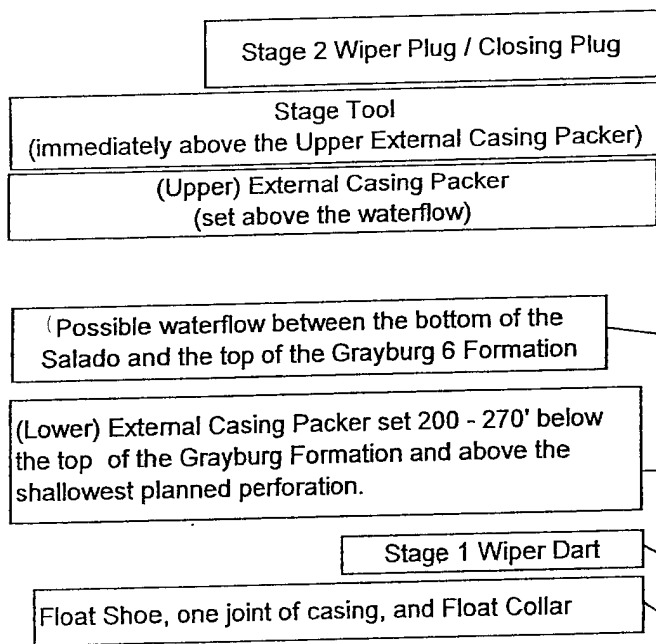 Stage 2 Wiper Plug / Closing Plug
Stage Tool
(immediately above the Upper External Casing Packer)
(Upper) External Casing Packer
(set above the waterflow)
(Possible waterflow between the bottom of the
Salado and the top of the Grayburg 6 Formation
(Lower) External Casing Packer set 200 - 270' below
the top of the Grayburg Formation and above the
shallowest planned perforation.
Stage 1 Wiper Dart
Float Shoe, one joint of casing, and Float Collar